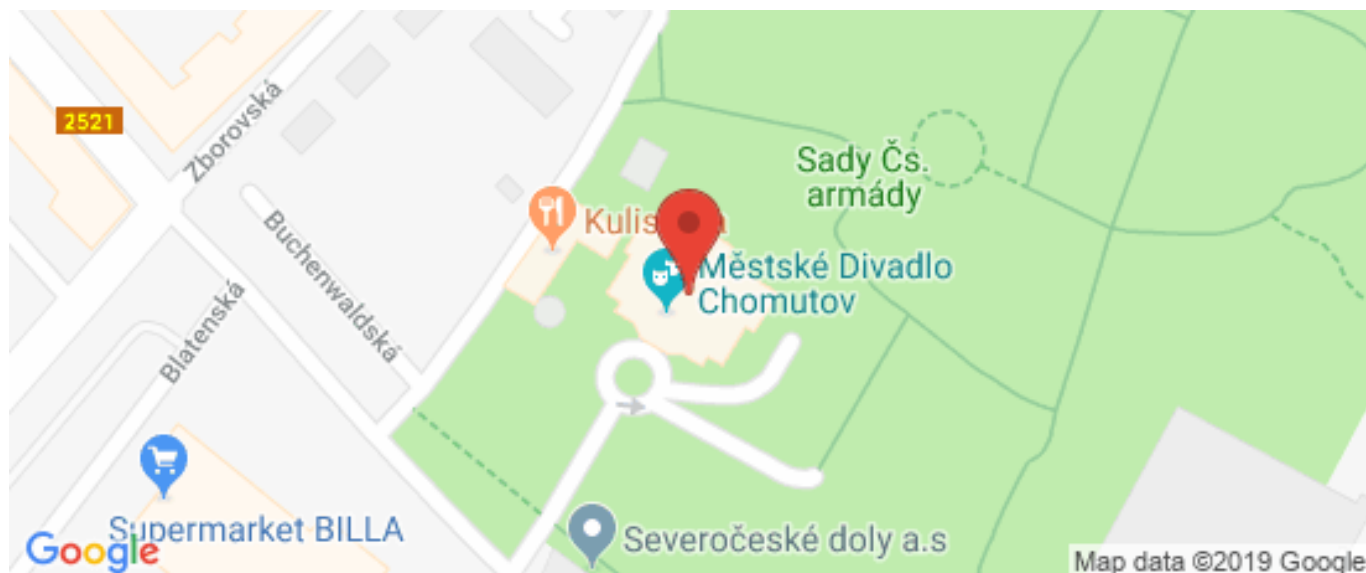 2521
Zborovská
Sady Čs.
armády
Buchenwaldská
Městské Divadlo
Chomutov
Blatenská
Supermarket BILLA
Severočeské doly a.s
Google
Map data ©2019 Google